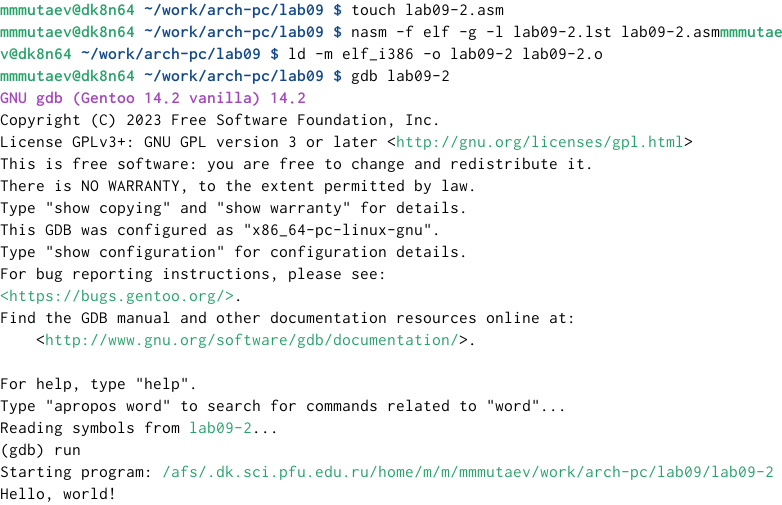 mmmutaev@dk8n64 ~/work/arch-pc/lab09 $ touch lab09-2.asm
mmmutaev@dk8n64 ~/work/arch-pc/lab09 $ nasm -f elf -g -l lab09-2.lst lab09-2.asmmmmutae
v@dk8n64 ~/work/arch-pc/lab09 $ ld -m elf_i386 -o lab09-2 lab09-2.o
mmmutaev@dk8n64 ~/work/arch-pc/lab09 $ gdb lab09-2
GNU gdb (Gentoo 14.2 vanilla) 14.2
Copyright (C) 2023 Free Software Foundation, Inc.
License GPLv3+: GNU GPL version 3 or later <http://gnu.org/licenses/gpl.html>
This is free software: you are free to change and redistribute it.
There is NO WARRANTY, to the extent permitted by law.
Type "show copying" and "show warranty" for details.
This GDB was configured as "x86_64-pc-linux-gnu".
Type "show configuration" for configuration details.
For bug reporting instructions, please see:
<https://bugs.gentoo.org/>.
Find the GDB manual and other documentation resources online at:
    <http://www.gnu.org/software/gdb/documentation/>.

For help, type "help".
Type "apropos word" to search for commands related to "word"...
Reading symbols from lab09-2...
(gdb) run
Starting program: /afs/.dk.sci.pfu.edu.ru/home/m/m/mmmutaev/work/arch-pc/lab09/lab09-2
Hello, world!